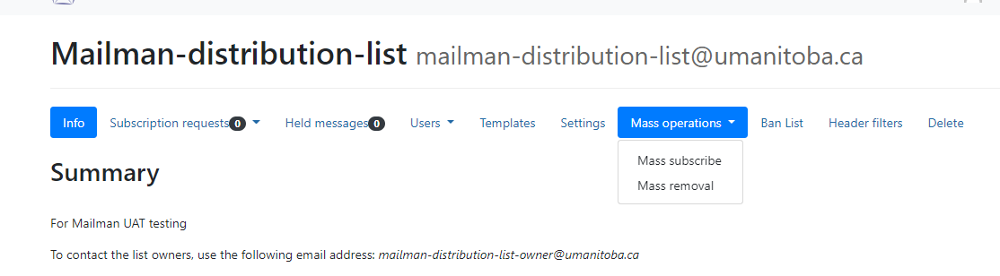 Mailman-distribution-list mailman-distribution-list@umanitoba.ca
Info Subscription requests 0 Held messages 0 Users Templates Settings Mass operations Ban List Header filters Delete
Mass subscribe
Mass removal
Summary
For Mailman UAT testing
To contact the list owners, use the following email address: mailman-distribution-list-owner@umanitoba.ca